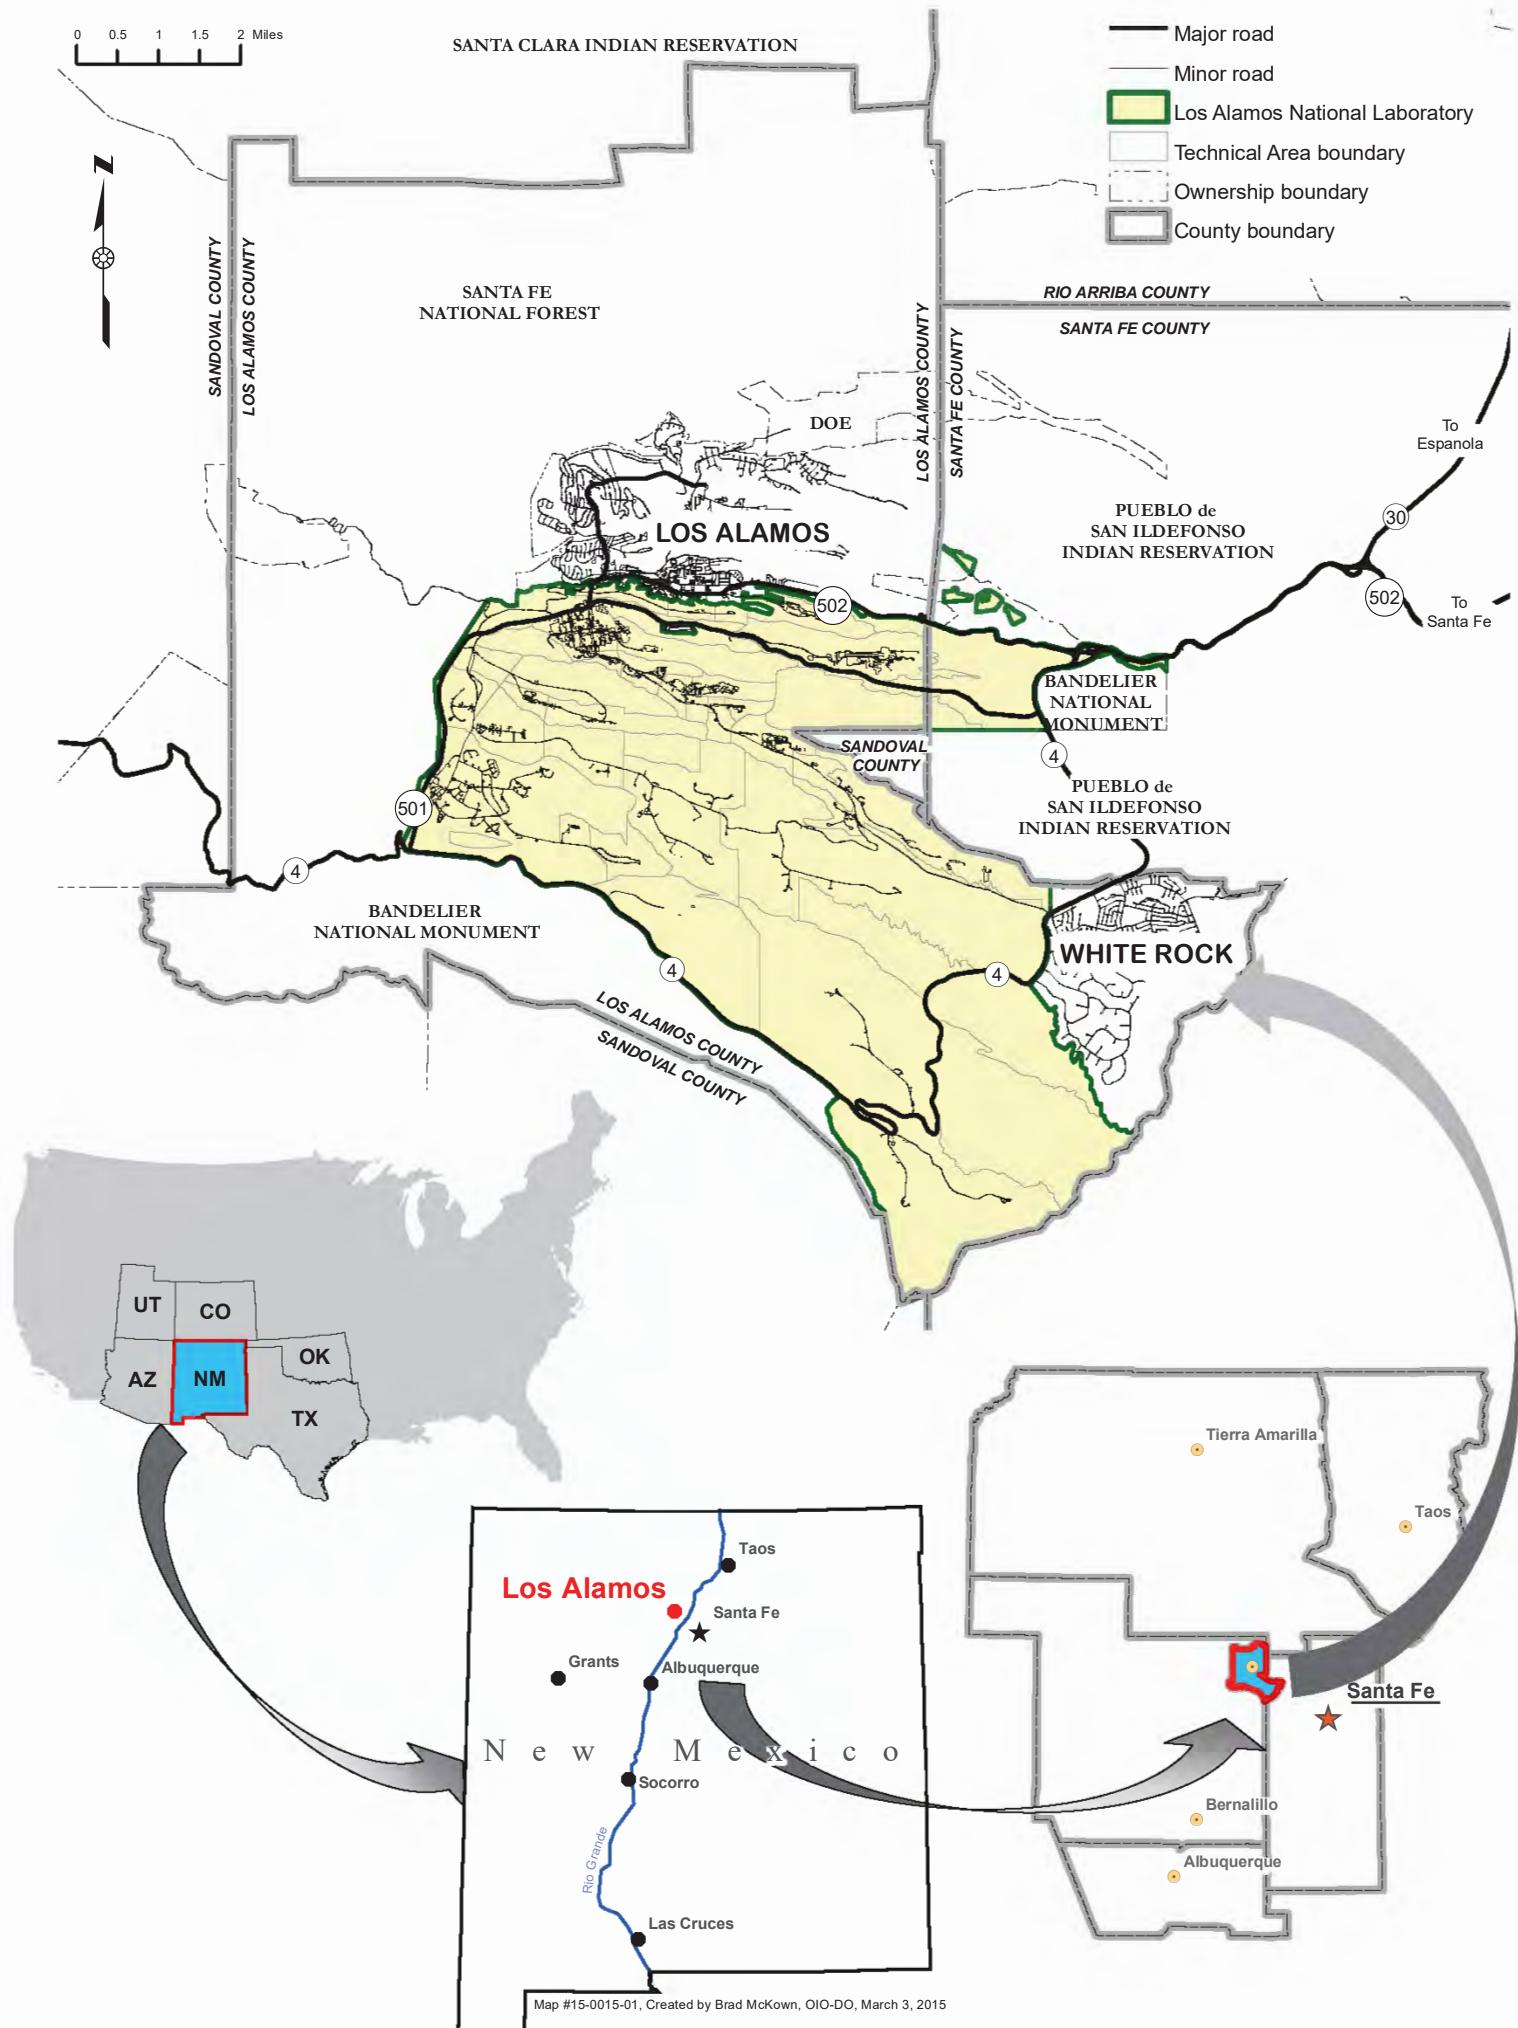 0 0.5 1 1.5 2 Miles
SANTA CLARA INDIAN RESERVATION
Major road
Minor road
Los Alamos National Laboratory
Technical Area boundary
Ownership boundary
County boundary
N
SANDOVAL COUNTY
LOS ALAMOS COUNTY
SANTA FE
NATIONAL FOREST
RIO ARRIBA COUNTY
SANTA FE COUNTY
LOS ALAMOS COUNTY
SANTA FE COUNTY
DOE
To
Espanola
LOS ALAMOS
PUEBLO de
SAN ILDEFONSO
INDIAN RESERVATION
30
502
502
To
Santa Fe
BANDELIER
NATIONAL
MONUMENT
SANDOVAL
COUNTY
4
PUEBLO de
SAN ILDEFONSO
INDIAN RESERVATION
501
4
BANDELIER
NATIONAL MONUMENT
WHITE ROCK
4
4
LOS ALAMOS COUNTY
SANDOVAL COUNTY
UT
CO
AZ
NM
OK
TX
Tierra Amarilla
Taos
Taos
Los Alamos
Santa Fe
Grants
Albuquerque
Santa Fe
New Mexico
Socorro
Bernalillo
Rio Grande
Albuquerque
Las Cruces
Map #15-0015-01, Created by Brad McKown, OIO-DO, March 3, 2015